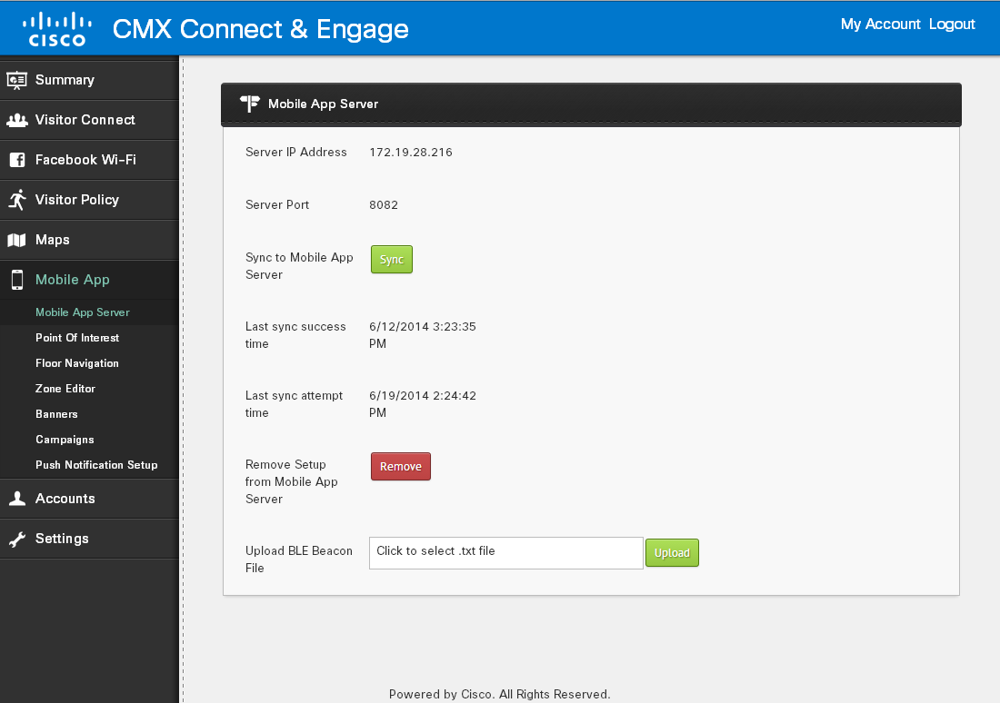 CISCO
CMX Connect & Engage
My Account Logout
Summary
Visitor Connect
Facebook Wi-Fi
Visitor Policy
Maps
Mobile App
Mobile App Server
Point Of Interest
Floor Navigation
Zone Editor
Banners
Campaigns
Push Notification Setup
Accounts
Settings
Mobile App Server
Server IP Address 172.19.28.216
Server Port 8082
Sync to Mobile App
Server
Sync
Last sync success
time
6/12/2014 3:23:35
PM
Last sync attempt
time
6/19/2014 2:24:42
PM
Remove Setup
from Mobile App
Server
Remove
Upload BLE Beacon
File
Click to select .txt file
Upload
Powered by Cisco. All Rights Reserved.